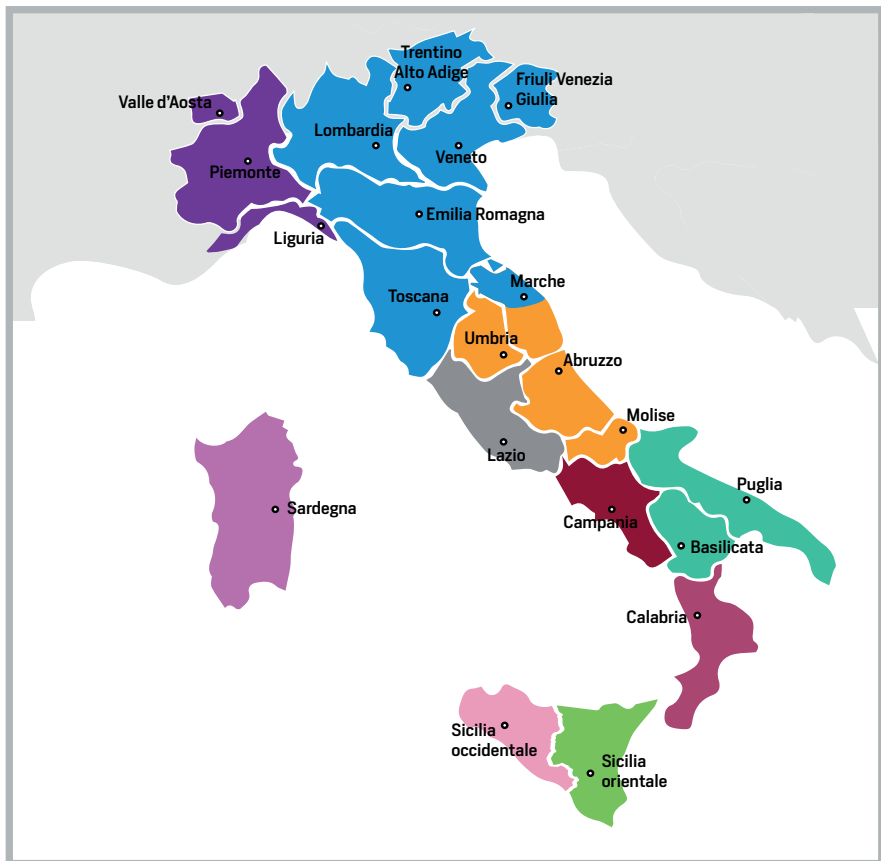 Trentino
Alto Adige
Friuli Venezia
Giulia
Valle d'Aosta
Lombardia
Veneto
Piemonte
Emilia Romagna
Liguria
Marche
Toscana
Umbria
Abruzzo
Molise
Lazio
Puglia
Sardegna
Campania
Basilicata
Calabria
Sicilia
occidentale
Sicilia
orientale